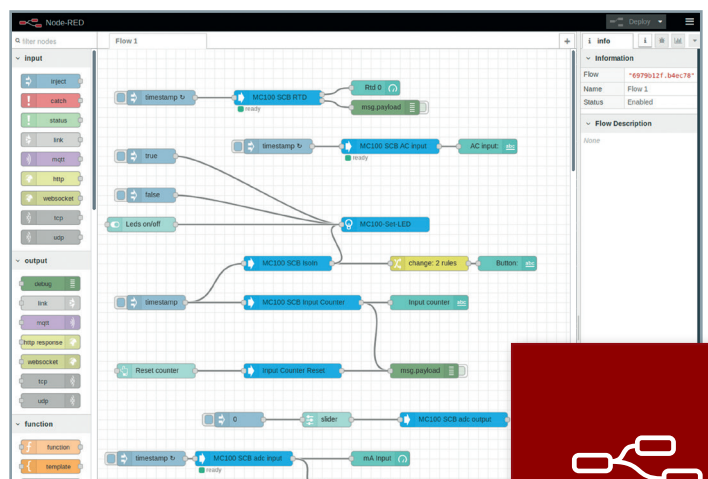 Node-RED
Deploy
filter nodes
Flow 1
info
input
inject
catch
status
link
mqtt
http
websocket
tcp
udp
output
debug
link
mqtt
http response
websocket
tcp
udp
function
function
template
timestamp ↻
MC100 SCB RTD
ready
Rtd 0
msg.payload
timestamp ↻
MC100 SCB AC input
ready
AC input:
abc
true
false
Leds on/off
MC100-Set-LED
MC100 SCB Isom
change: 2 rules
Button:
abc
timestamp
MC100 SCB Input Counter
Input counter
abc
Reset counter
Input Counter Reset
msg.payload
0
slider
MC100 SCB adc output
timestamp ↻
MC100 SCB adc input
ready
mA Input
Information
Flow
"6979b12f.b4ec78"
Name
Flow 1
Status
Enabled
Flow Description
None